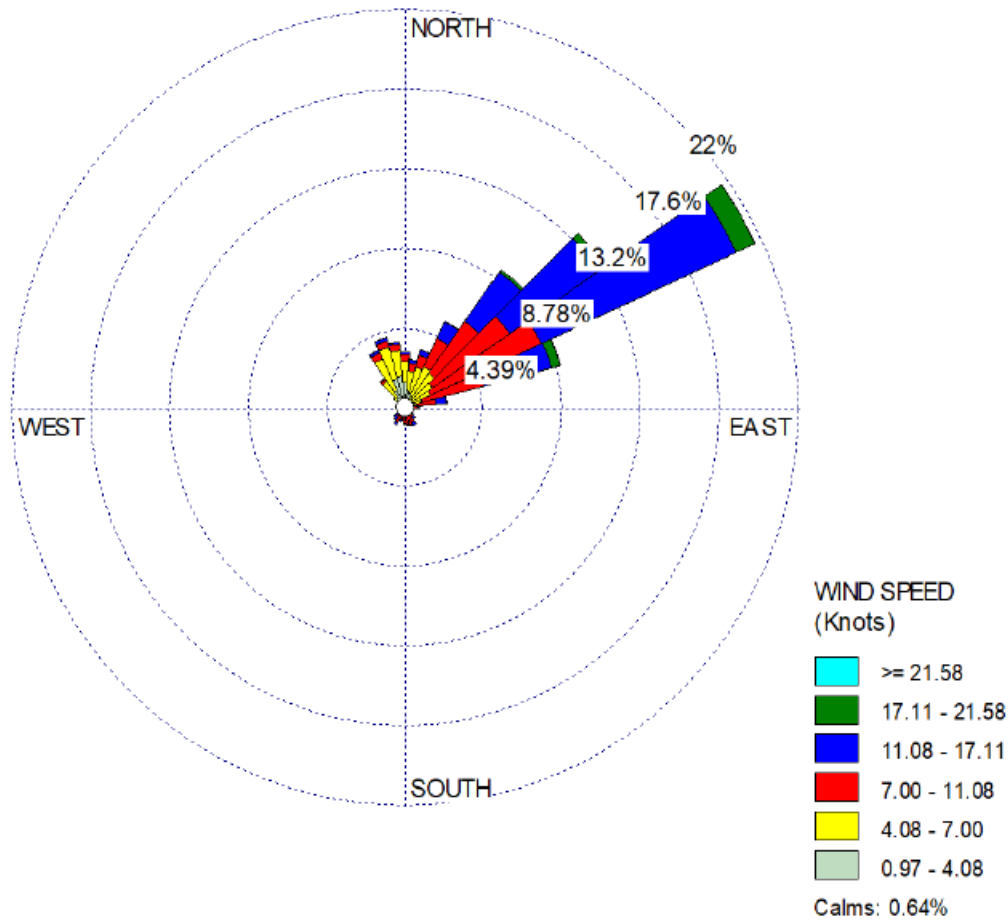 NORTH
22%
17.6%
13.2%
8.78%
4.39%
WEST
EAST
SOUTH
WIND SPEED
(Knots)
>= 21.58
17.11 - 21.58
11.08 - 17.11
7.00 - 11.08
4.08 - 7.00
0.97 - 4.08
Calms: 0.64%